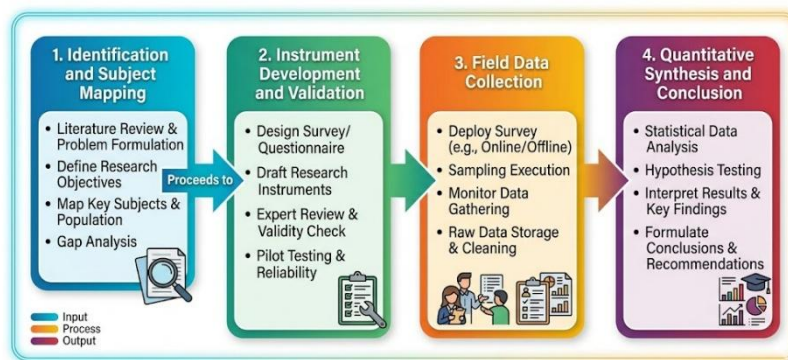 1. Identification
and Subject
Mapping
• Literature Review &
Problem Formulation
• Define Research
Objectives
• Map Key Subjects &
Population
• Gap Analysis
Proceeds to
2. Instrument
Development
and Validation
• Design Survey/
Questionnaire
• Draft Research
Instruments
• Expert Review &
Validity Check
• Pilot Testing &
Reliability
3. Field Data
Collection
• Deploy Survey
(e.g., Online/Offline)
• Sampling Execution
• Monitor Data
Gathering
• Raw Data Storage
& Cleaning
4. Quantitative
Synthesis and
Conclusion
• Statistical Data
Analysis
• Hypothesis Testing
• Interpret Results &
Key Findings
• Formulate
Conclusions &
Recommendations
Input
Process
Output